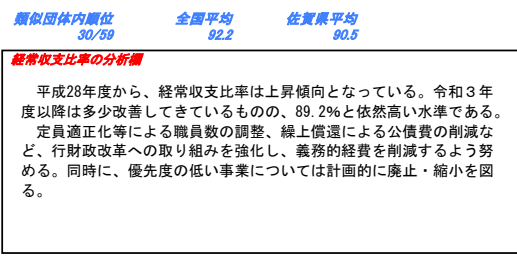 類似団体内順位 全国平均 佐賀県平均
30/59 92.2 90.5
経常収支比率の分析欄
平成28年度から、経常収支比率は上昇傾向となっている。令和３年
度以降は多少改善してきているものの、89.2%と依然高い水準である。
定員適正化等による職員数の調整、繰上償還による公債費の削減な
ど、行財政改革への取り組みを強化し、義務的経費を削減するよう努
める。同時に、優先度の低い事業については計画的に廃止・縮小を図
る。